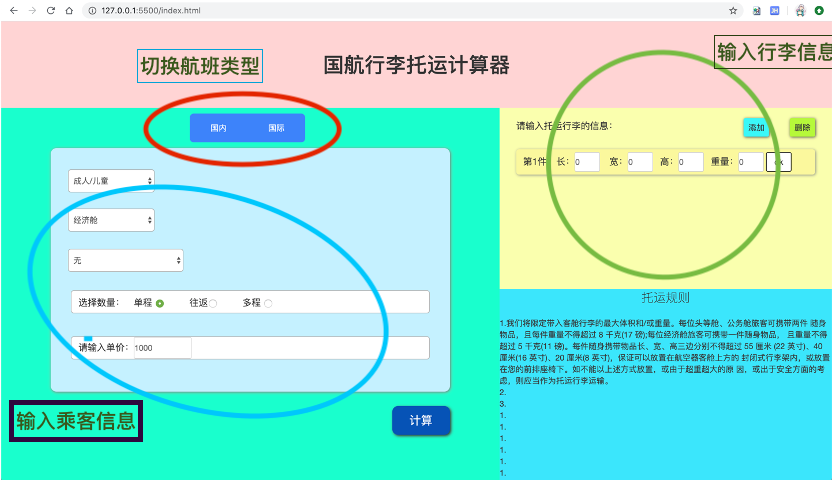 127.0.0.1:5500/index.html
切换航班类型
国航行李托运计算器
输入行李信息
国内 国际
请输入托运行李的信息：
添加 删除
第1件 长： 0 宽： 0 高： 0 重量： 0
成人/儿童
经济舱
无
选择数量： 单程 往返 多程
请输入单价： 1000
输入乘客信息
计算
托运规则
1.我们将限定带入客舱行李的最大体积和/或重量。每位头等舱、公务舱旅客可携带两件 随身
物品，且每件重量不得超过 8 千克(17 磅);每位经济舱旅客可携带一件随身物品， 且重量不得
超过 5 千克(11 磅)。每件随身携带物品长、宽、高三边分别不得超过 55 厘米 (22 英寸)、40
厘米(16 英寸)、20 厘米(8 英寸)，保证可以放置在航空器客舱上方的 封闭式行李架内，或放置
在您的前排座椅下。如不能以上述方式放置，或由于超重超大的原 因，或出于安全方面的考
虑，则应当作为托运行李运输。
2.
3.
1.
1.
1.
1.
1.
1.